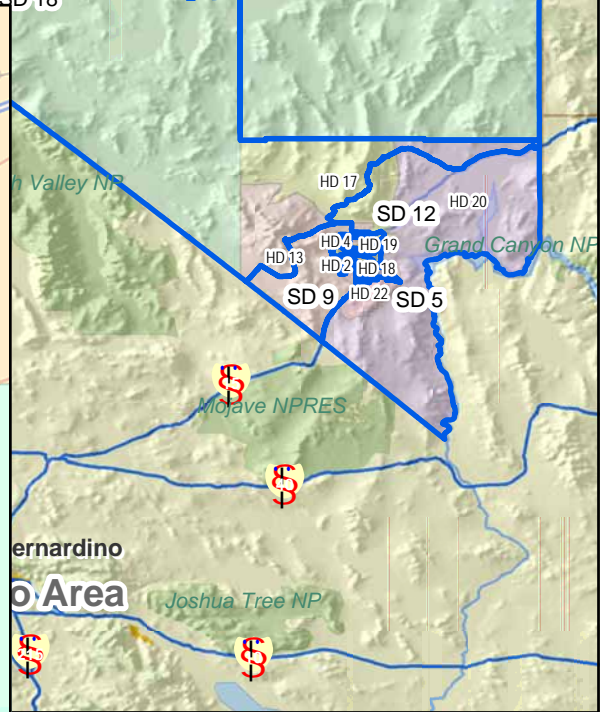 SD 18
h Valley NP
HD 17
HD 20
SD 12
HD 4
HD 19
Grand Canyon NP
HD 13
HD 2
HD 18
SD 9
HD 22
SD 5
Mojave NPRES
ernardino
o Area
Joshua Tree NP